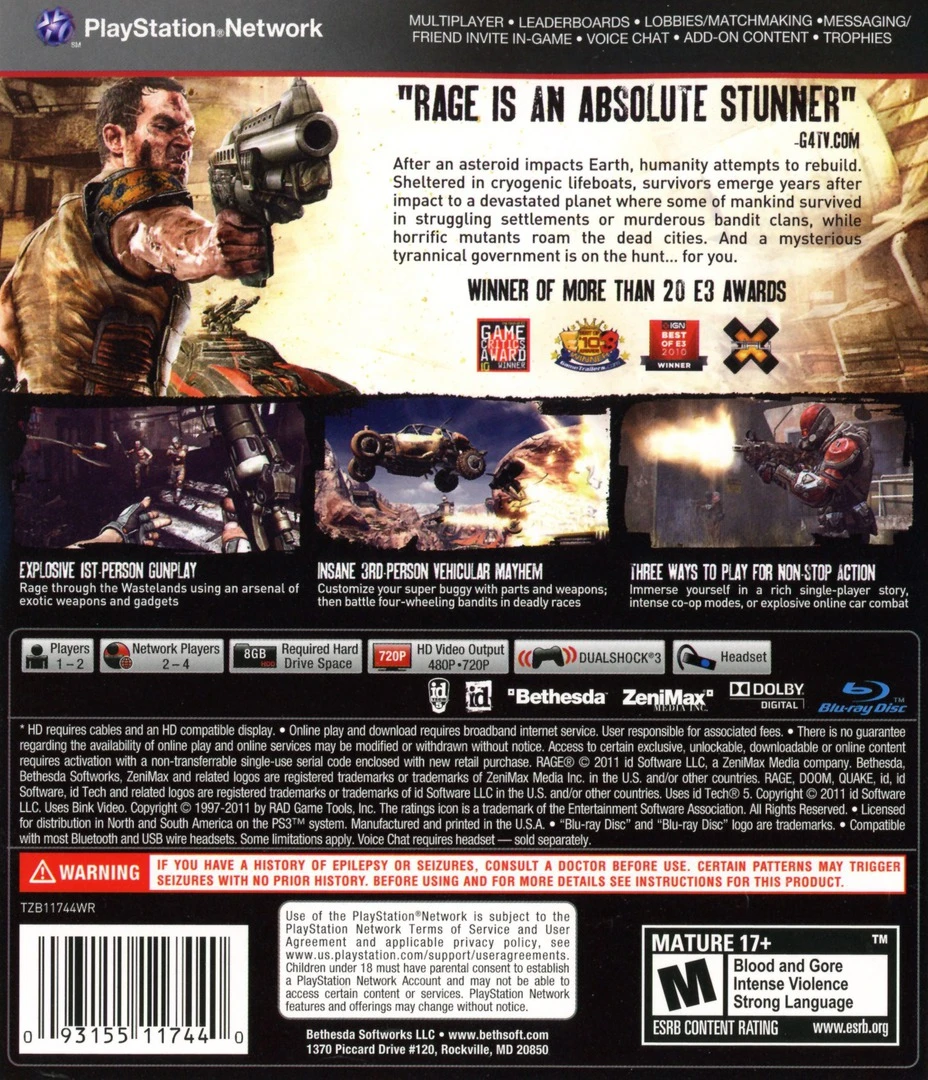 PlayStation®Network
SM
MULTIPLAYER • LEADERBOARDS • LOBBIES/MATCHMAKING •MESSAGING/
FRIEND INVITE IN-GAME • VOICE CHAT • ADD-ON CONTENT • TROPHIES
"RAGE IS AN ABSOLUTE STUNNER"
-G4TV.COM
After an asteroid impacts Earth, humanity attempts to rebuild.
Sheltered in cryogenic lifeboats, survivors emerge years after
impact to a devastated planet where some of mankind survived
in struggling settlements or murderous bandit clans, while
horrific mutants roam the dead cities. And a mysterious
tyrannical government is on the hunt... for you.
WINNER OF MORE THAN 20 E3 AWARDS
GAME
CRITICS
AWARD
WINNER
IGN
BEST
OF E3
2010
WINNER
EXPLOSIVE 1ST-PERSON GUNPLAY
Rage through the Wastelands using an arsenal of
exotic weapons and gadgets
INSANE 3RD-PERSON VEHICULAR MAYHEM
Customize your super buggy with parts and weapons;
then battle four-wheeling bandits in deadly races
THREE WAYS TO PLAY FOR NON-STOP ACTION
Immerse yourself in a rich single-player story,
intense co-op modes, or explosive online car combat
Players
1 – 2
Network Players
2 – 4
8GB
HDD
Required Hard
Drive Space
720P
HD Video Output
480P•720P
DUALSHOCK®3
Headset
id
id
Bethesda
ZeniMax
MEDIA INC.
DOLBY
DIGITAL
Blu-ray Disc™
* HD requires cables and an HD compatible display. • Online play and download requires broadband internet service. User responsible for associated fees. • There is no guarantee
regarding the availability of online play and online services may be modified or withdrawn without notice. Access to certain exclusive, unlockable, downloadable or online content
requires activation with a non-transferrable single-use serial code enclosed with new retail purchase. RAGE® © 2011 id Software LLC, a ZeniMax Media company. Bethesda,
Bethesda Softworks, ZeniMax and related logos are registered trademarks or trademarks of ZeniMax Media Inc. in the U.S. and/or other countries. RAGE, DOOM, QUAKE, id, id
Software, id Tech and related logos are registered trademarks or trademarks of id Software LLC in the U.S. and/or other countries. Uses id Tech® 5. Copyright © 2011 id Software
LLC. Uses Bink Video. Copyright © 1997-2011 by RAD Game Tools, Inc. The ratings icon is a trademark of the Entertainment Software Association. All Rights Reserved. • Licensed
for distribution in North and South America on the PS3™ system. Manufactured and printed in the U.S.A. • “Blu-ray Disc” and “Blu-ray Disc” logo are trademarks. • Compatible
with most Bluetooth and USB wire headsets. Some limitations apply. Voice Chat requires headset — sold separately.
WARNING
IF YOU HAVE A HISTORY OF EPILEPSY OR SEIZURES, CONSULT A DOCTOR BEFORE USE. CERTAIN PATTERNS MAY TRIGGER
SEIZURES WITH NO PRIOR HISTORY. BEFORE USING AND FOR MORE DETAILS SEE INSTRUCTIONS FOR THIS PRODUCT.
TZB11744WR
0 93155 11744 0
Use of the PlayStation®Network is subject to the
PlayStation Network Terms of Service and User
Agreement and applicable privacy policy, see
www.us.playstation.com/support/useragreements.
Children under 18 must have parental consent to establish
a PlayStation Network Account and may not be able to
access certain content or services. PlayStation Network
features and offerings may change without notice.
Bethesda Softworks LLC • www.bethsoft.com
1370 Piccard Drive #120, Rockville, MD 20850
MATURE 17+
TM
M
Blood and Gore
Intense Violence
Strong Language
ESRB CONTENT RATING
www.esrb.org